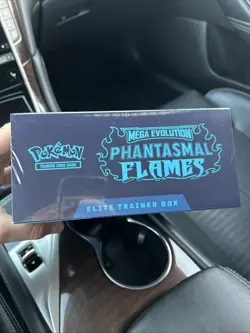 POKéMON
TRADING CARD GAME
MEGA EVOLUTION
PHANTASMAL
FLAMES
ELITE TRAINER BOX